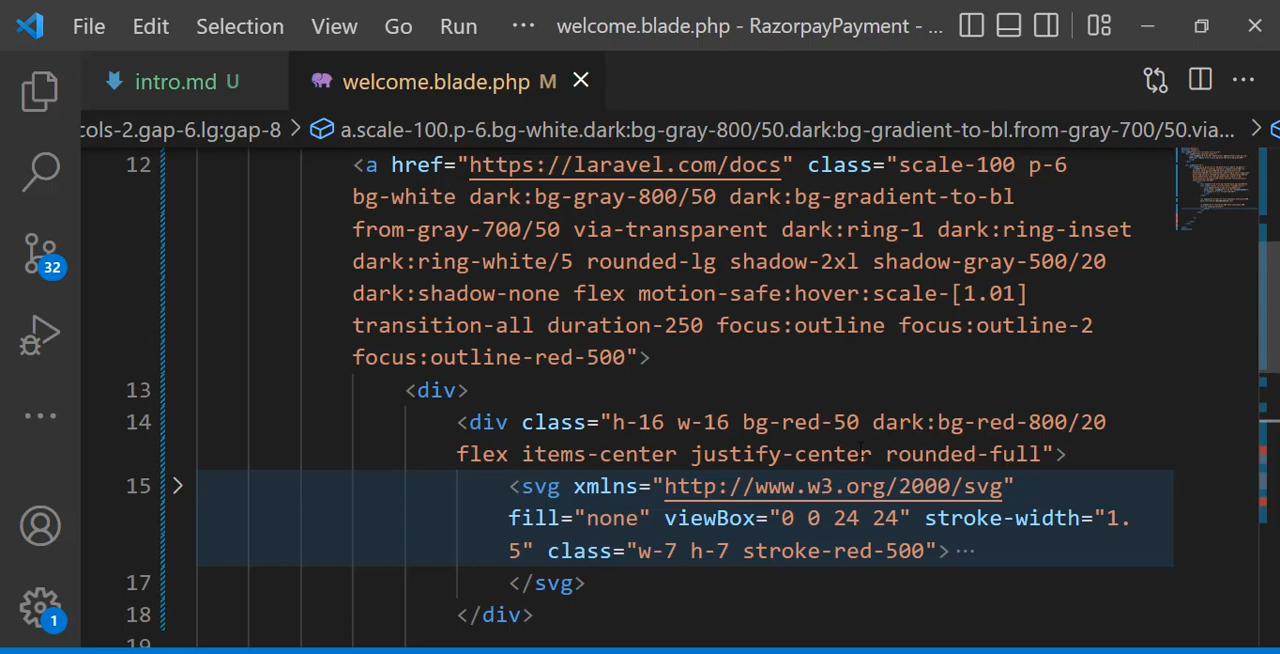 File Edit Selection View Go Run ··· welcome.blade.php - RazorpayPayment - ...
intro.md U welcome.blade.php M
cols-2.gap-6.lg:gap-8 > a.scale-100.p-6.bg-white.dark:bg-gray-800/50.dark:bg-gradient-to-bl.from-gray-700/50.via... >
12 <a href="https://laravel.com/docs" class="scale-100 p-6
bg-white dark:bg-gray-800/50 dark:bg-gradient-to-bl
from-gray-700/50 via-transparent dark:ring-1 dark:ring-inset
dark:ring-white/5 rounded-lg shadow-2xl shadow-gray-500/20
dark:shadow-none flex motion-safe:hover:scale-[1.01]
transition-all duration-250 focus:outline focus:outline-2
focus:outline-red-500">
13 <div>
14 <div class="h-16 w-16 bg-red-50 dark:bg-red-800/20
flex items-center justify-center rounded-full">
15 <svg xmlns="http://www.w3.org/2000/svg"
fill="none" viewBox="0 0 24 24" stroke-width="1.
5" class="w-7 h-7 stroke-red-500">···
17 </svg>
18 </div>
32
1